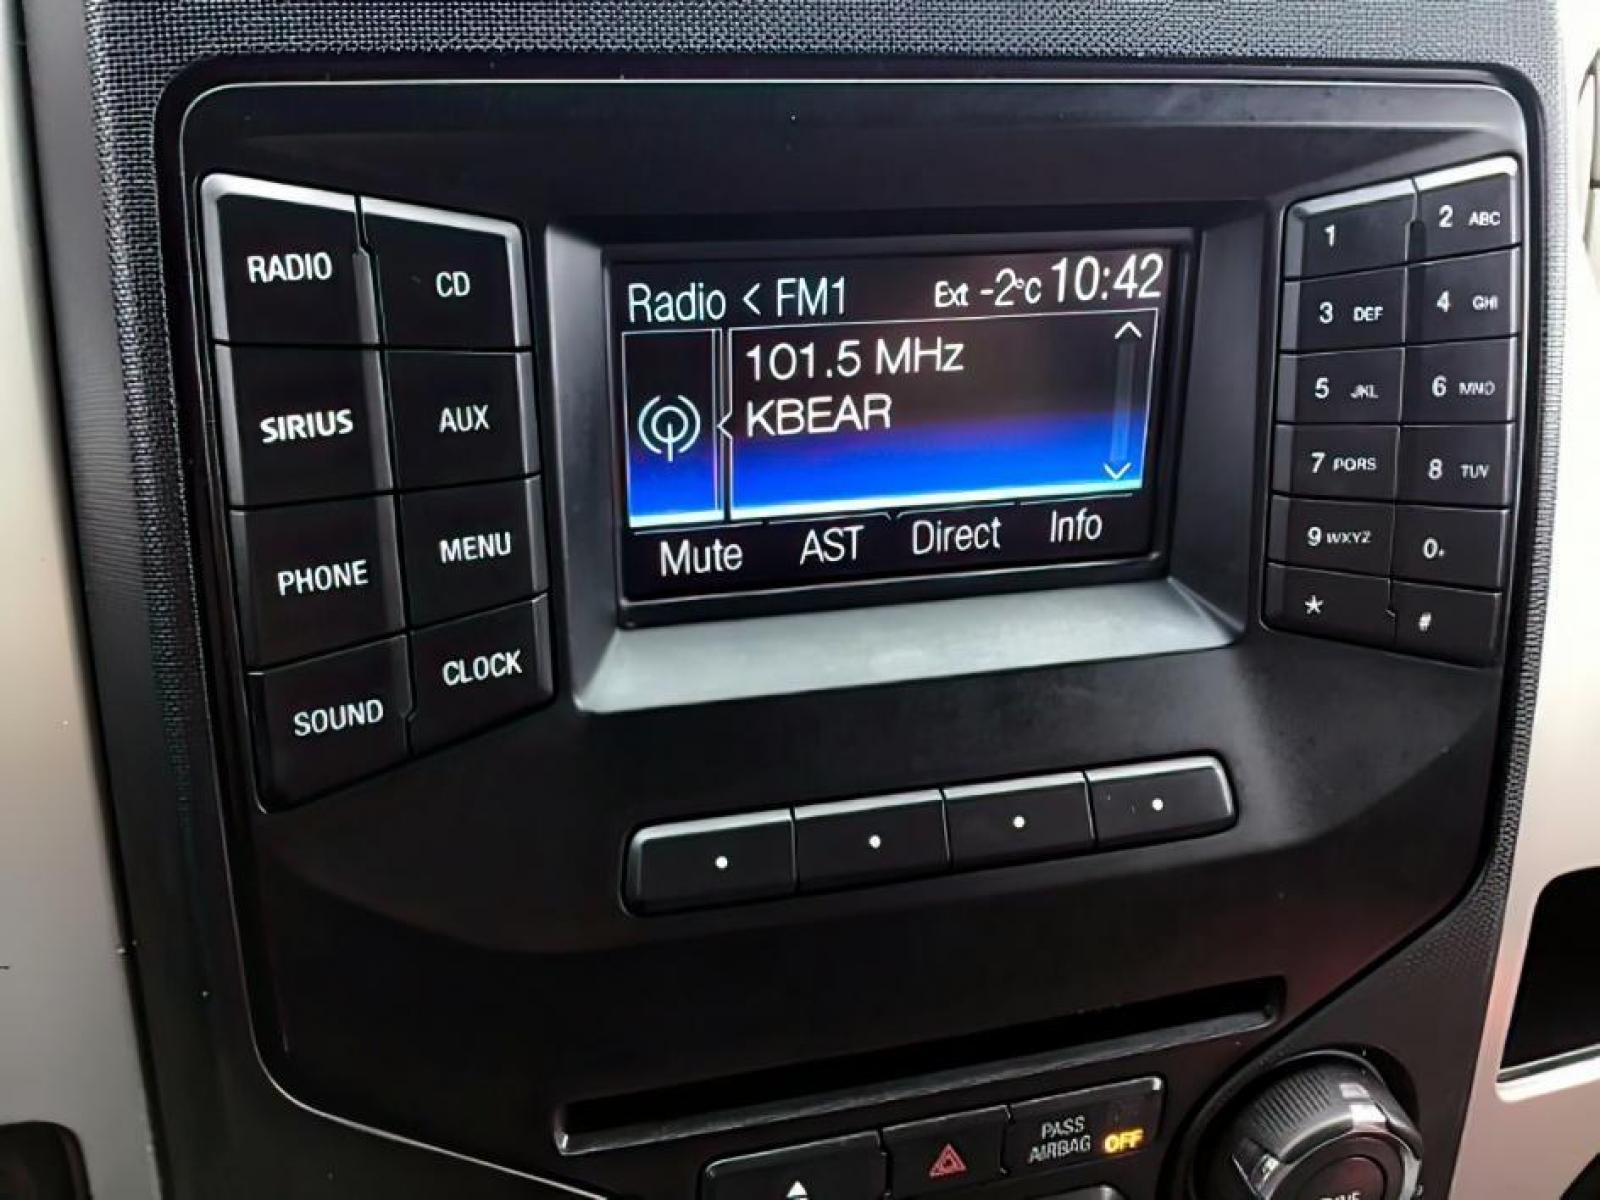 RADIO
CD
SIRIUS
AUX
PHONE
MENU
SOUND
CLOCK
Radio < FM1 Ext -2°C 10:42
101.5 MHz
KBEAR
Mute AST Direct Info
1 2 ABC
3 DEF 4 GHI
5 JKL 6 MNO
7 PQRS 8 TUV
9 WXYZ 0+
* #
PASS
AIRBAG OFF